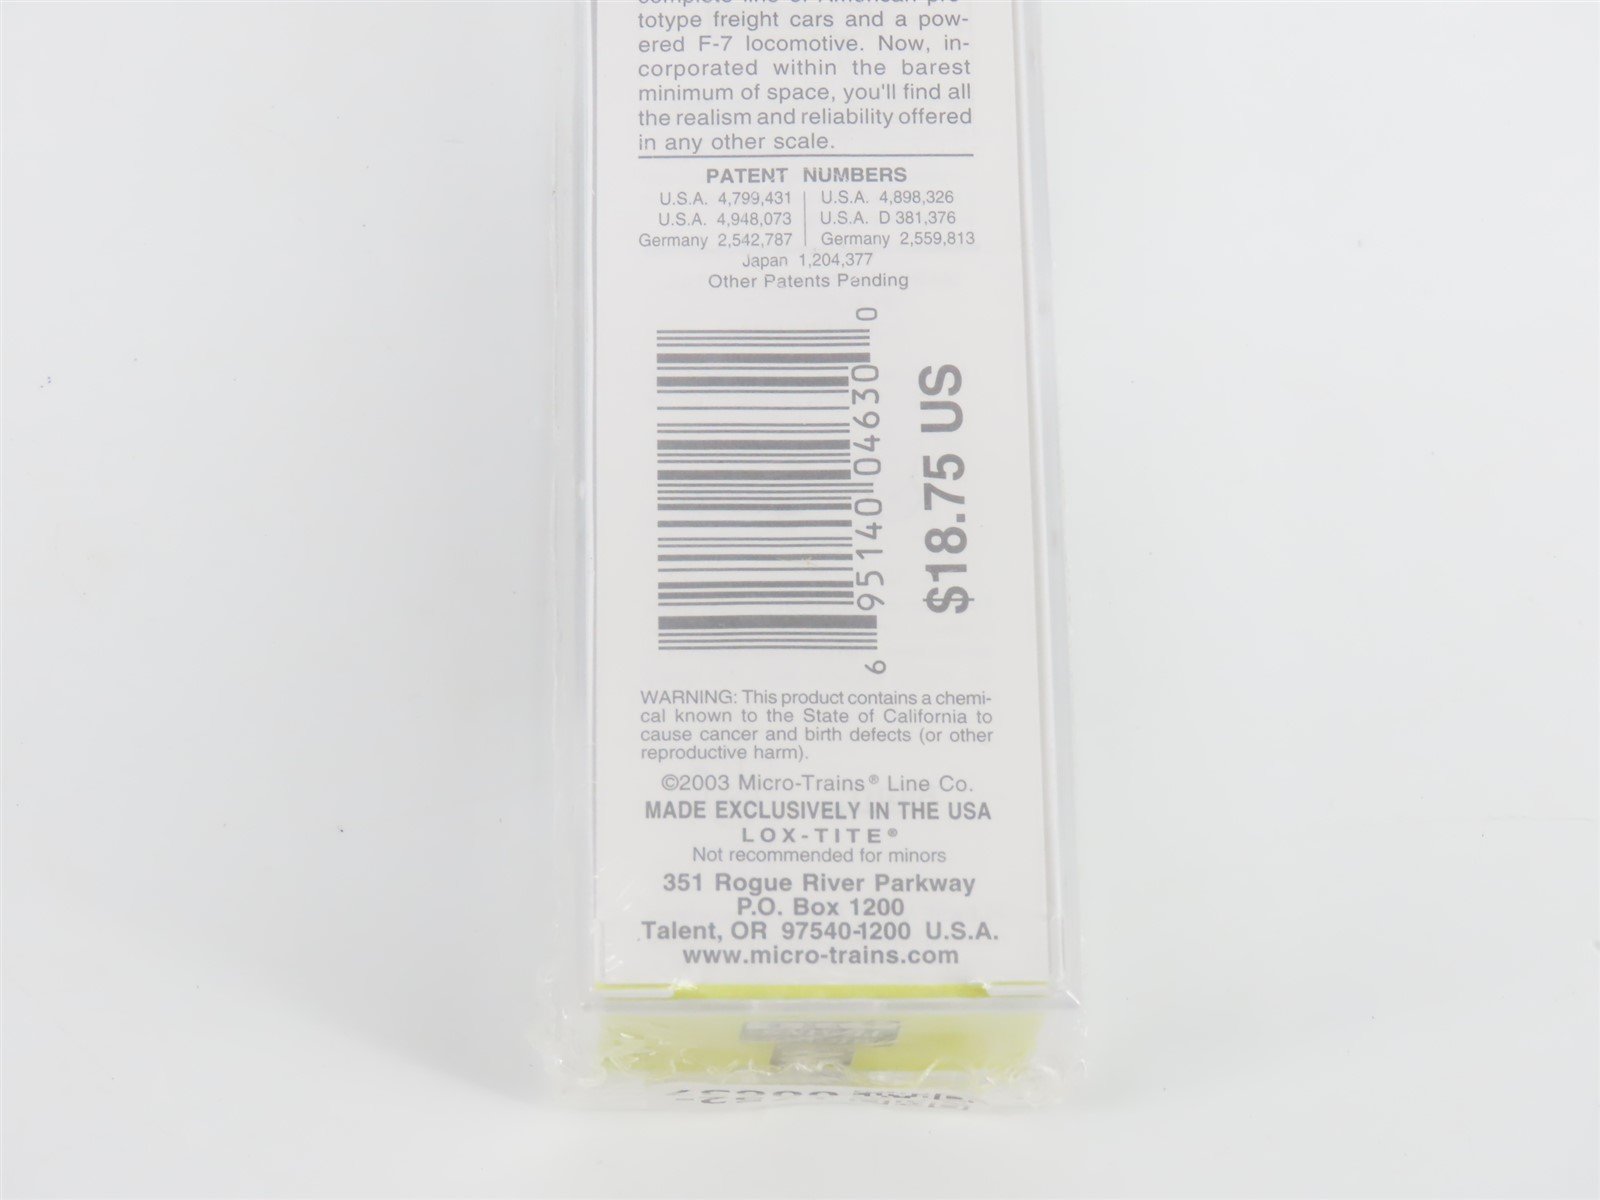 complete line of American pro-
totype freight cars and a pow-
ered F-7 locomotive. Now, in-
corporated within the barest
minimum of space, you'll find all
the realism and reliability offered
in any other scale.
PATENT NUMBERS
U.S.A. 4,799,431 U.S.A. 4,898,326
U.S.A. 4,948,073 U.S.A. D 381,376
Germany 2,542,787 Germany 2,559,813
Japan 1,204,377
Other Patents Pending
6 95140 04630 0
$18.75 US
WARNING: This product contains a chemi-
cal known to the State of California to
cause cancer and birth defects (or other
reproductive harm).
©2003 Micro-Trains® Line Co.
MADE EXCLUSIVELY IN THE USA
LOX-TITE®
Not recommended for minors
351 Rogue River Parkway
P.O. Box 1200
Talent, OR 97540-1200 U.S.A.
www.micro-trains.com